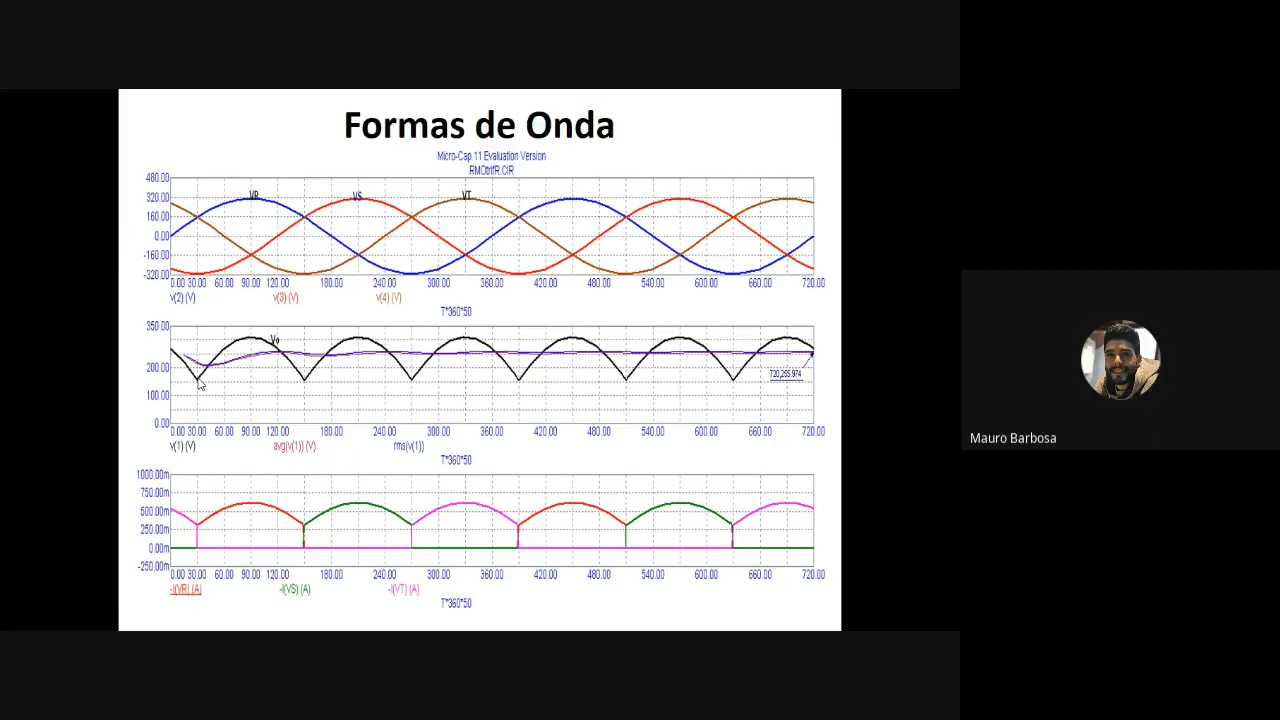 Formas de Onda
Micro-Cap 11 Evaluation Version
RMOtrifR.CIR
480.00
320.00
160.00
0.00
-160.00
-320.00
VR VS VT
0.00 30.00 60.00 90.00 120.00 180.00 240.00 300.00 360.00 420.00 480.00 540.00 600.00 660.00 720.00
v(2) (V) v(3) (V) v(4) (V)
T*360*50
350.00
200.00
100.00
0.00
Vo
720,255.974
0.00 30.00 60.00 90.00 120.00 180.00 240.00 300.00 360.00 420.00 480.00 540.00 600.00 660.00 720.00
v(1) (V) avg(v(1)) (V) rms(v(1))
T*360*50
1000.00m
750.00m
500.00m
250.00m
0.00m
-250.00m
0.00 30.00 60.00 90.00 120.00 180.00 240.00 300.00 360.00 420.00 480.00 540.00 600.00 660.00 720.00
-I(VR) (A) -I(VS) (A) -I(VT) (A)
T*360*50
Mauro Barbosa